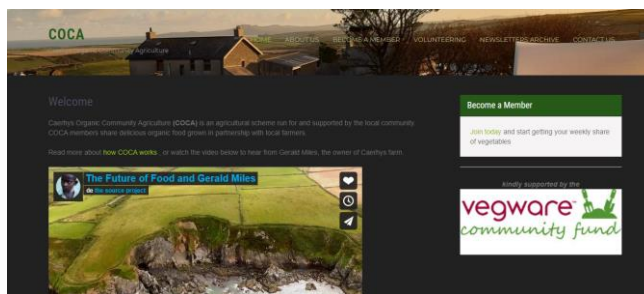 COCA
Community Agriculture
HOME ABOUT US BECOME A MEMBER VOLUNTEERING NEWSLETTERS ARCHIVE CONTACT US
Welcome
Caerhys Organic Community Agriculture (COCA) is an agricultural scheme run for and supported by the local community.
COCA members share delicious organic food grown in partnership with local farmers.
Read more about how COCA works , or watch the video below to hear from Gerald Miles, the owner of Caerhys farm.
The Future of Food and Gerald Miles
de the source project
Become a Member
Join today and start getting your weekly share
of vegetables
kindly supported by the
vegware™
community fund